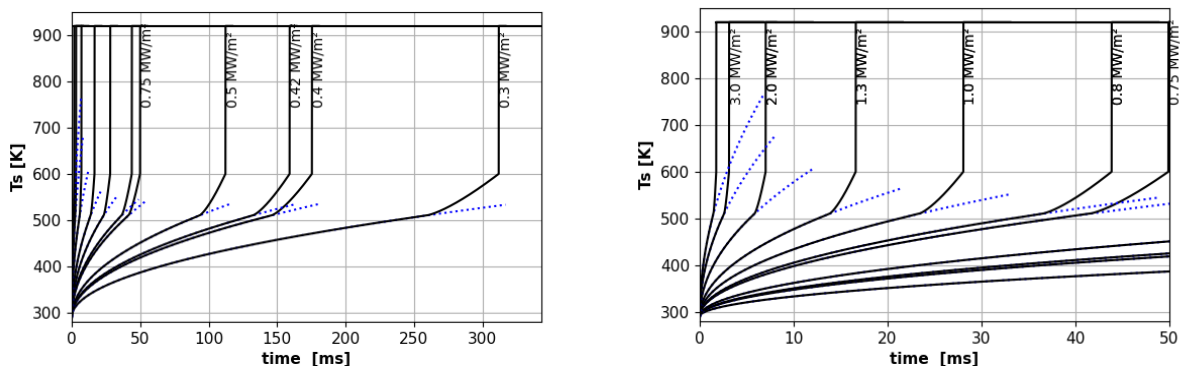 Ts [K]
900
800
700
600
500
400
300
0.75 MW/m²
0.5 MW/m²
0.42 MW/m²
0.4 MW/m²
0.3 MW/m²
0 50 100 150 200 250 300
time [ms]
Ts [K]
900
800
700
600
500
400
300
3.0 MW/m²
2.0 MW/m²
1.3 MW/m²
1.0 MW/m²
0.8 MW/m²
0.75 MW/m²
0 10 20 30 40 50
time [ms]